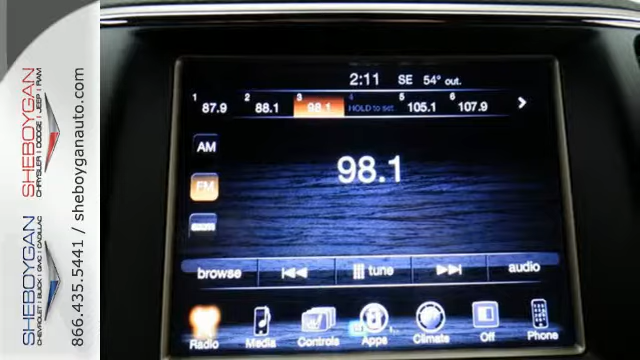 SHEBOYGAN
CHRYSLER | DODGE | JEEP | RAM
SHEBOYGAN
CHEVROLET | BUICK | GMC | CADILLAC
866.435.5441 / sheboyganauto.com
2:11 SE 54° out.
1 87.9 2 88.1 3 98.1 4 HOLD to set 5 105.1 6 107.9
AM
98.1
FM
browse tune audio
Radio Media Controls Apps Climate Off Phone